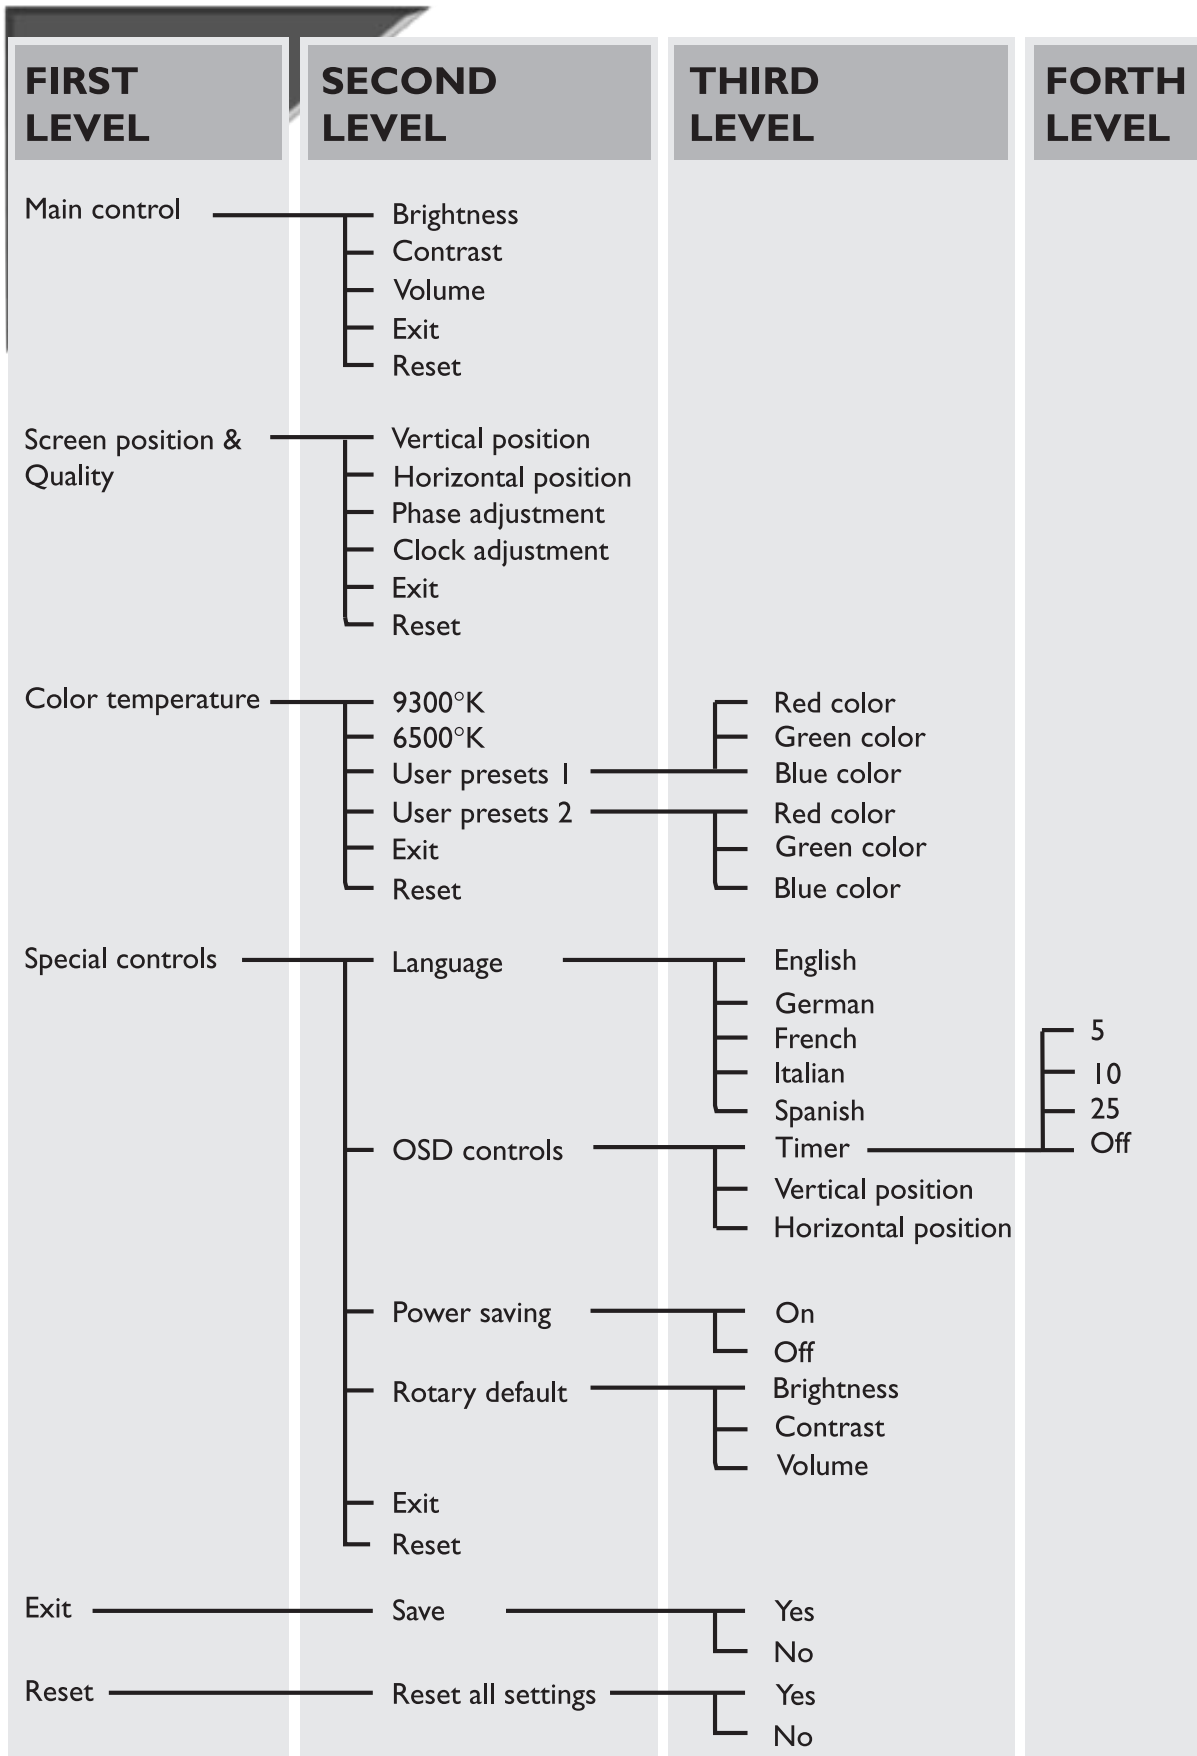 FIRST
LEVEL
SECOND
LEVEL
THIRD
LEVEL
FORTH
LEVEL
Main control
Brightness
Contrast
Volume
Exit
Reset
Screen position &
Quality
Vertical position
Horizontal position
Phase adjustment
Clock adjustment
Exit
Reset
Color temperature
9300°K
6500°K
User presets 1
User presets 2
Exit
Reset
Red color
Green color
Blue color
Red color
Green color
Blue color
Special controls
Language
English
German
French
Italian
Spanish
OSD controls
Timer
Vertical position
Horizontal position
5
10
25
Off
Power saving
On
Off
Rotary default
Brightness
Contrast
Volume
Exit
Reset
Exit
Save
Yes
No
Reset
Reset all settings
Yes
No